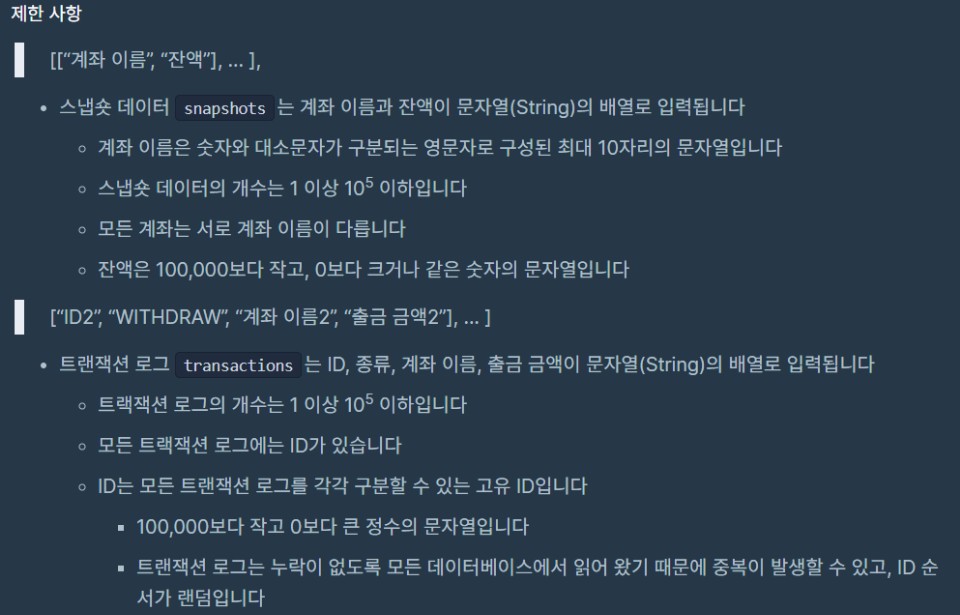 제한 사항
[[“계좌 이름”, “잔액”], ... ],
• 스냅숏 데이터 snapshots 는 계좌 이름과 잔액이 문자열(String)의 배열로 입력됩니다
◦ 계좌 이름은 숫자와 대소문자가 구분되는 영문자로 구성된 최대 10자리의 문자열입니다
◦ 스냅숏 데이터의 개수는 1 이상 10⁵ 이하입니다
◦ 모든 계좌는 서로 계좌 이름이 다릅니다
◦ 잔액은 100,000보다 작고, 0보다 크거나 같은 숫자의 문자열입니다
[“ID2”, “WITHDRAW”, “계좌 이름2”, “출금 금액2”], ... ]
• 트랜잭션 로그 transactions 는 ID, 종류, 계좌 이름, 출금 금액이 문자열(String)의 배열로 입력됩니다
◦ 트랙잭션 로그의 개수는 1 이상 10⁵ 이하입니다
◦ 모든 트랙잭션 로그에는 ID가 있습니다
◦ ID는 모든 트랜잭션 로그를 각각 구분할 수 있는 고유 ID입니다
▪ 100,000보다 작고 0보다 큰 정수의 문자열입니다
▪ 트랜잭션 로그는 누락이 없도록 모든 데이터베이스에서 읽어 왔기 때문에 중복이 발생할 수 있고, ID 순
서가 랜덤입니다